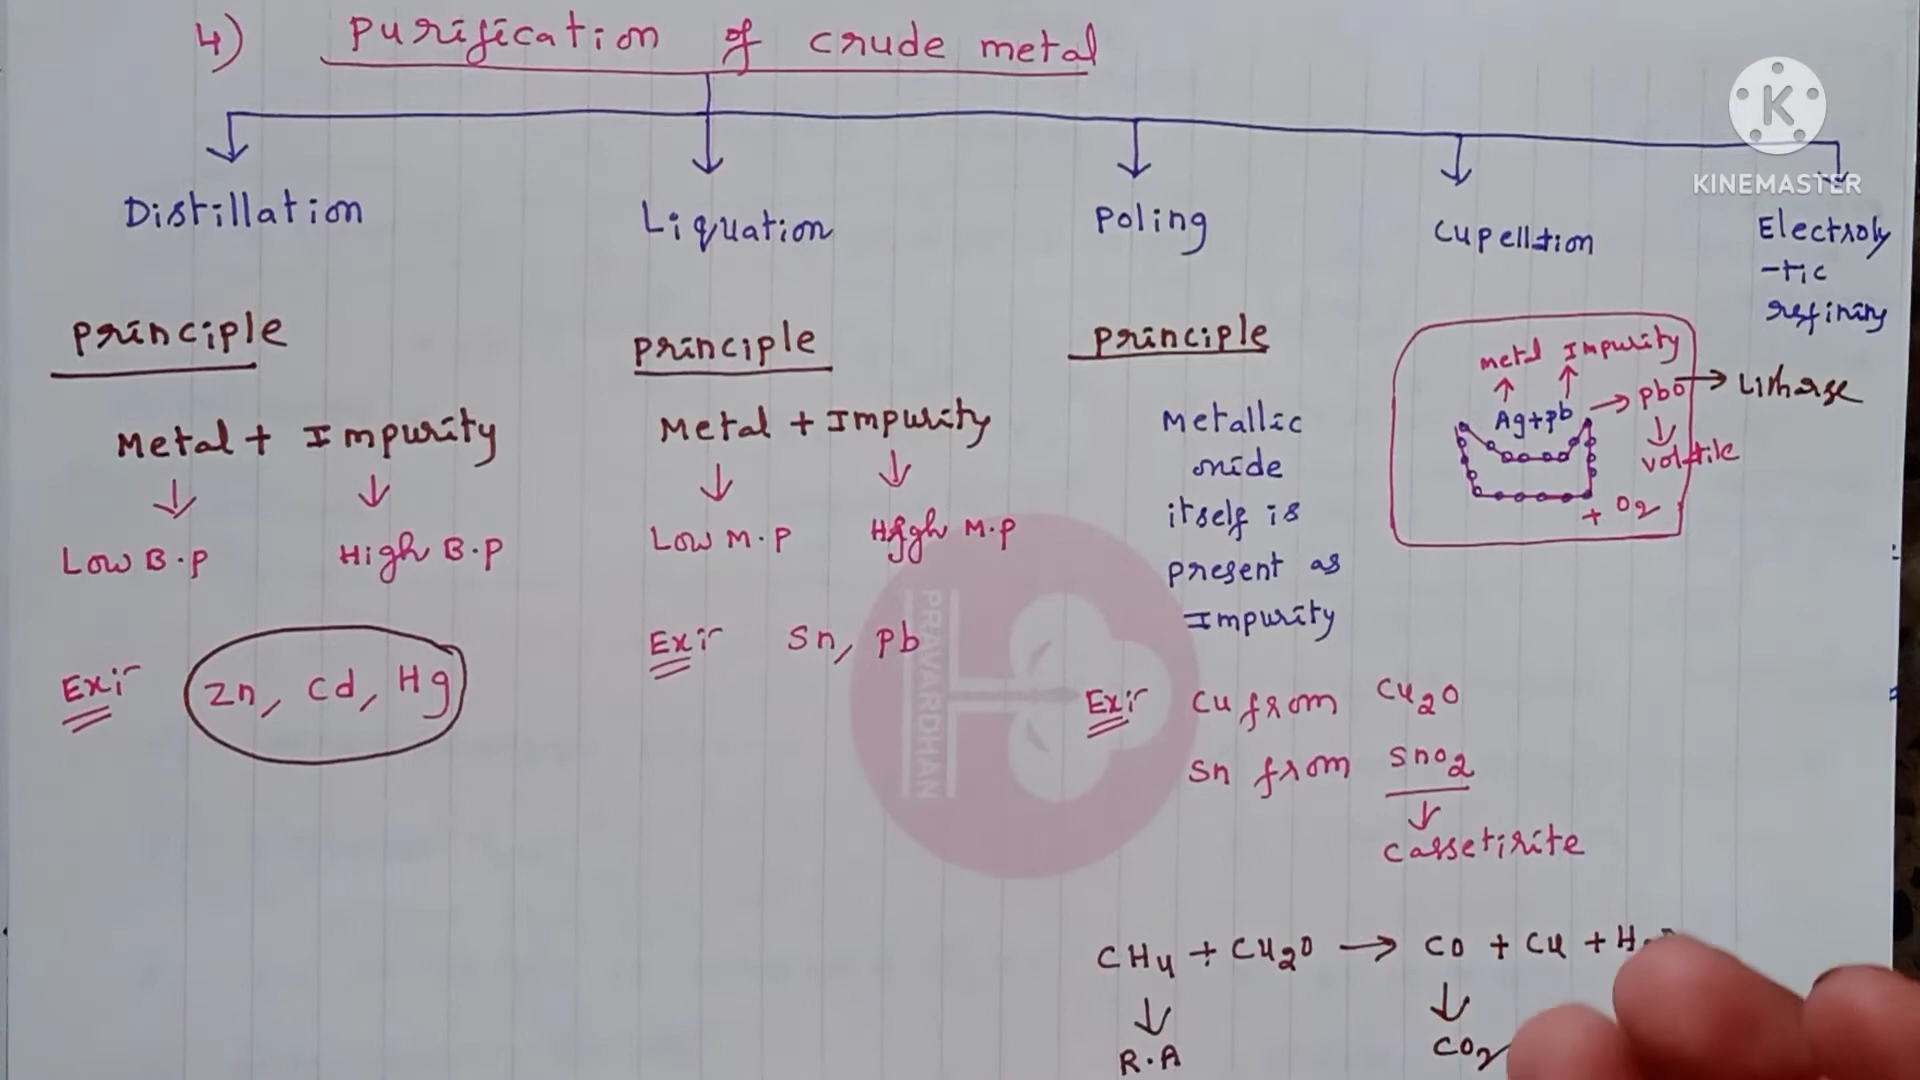 4) Purification of crude metal
KINEMASTER
Distillation
Liquation
Poling
Cupelltion
Electroly
-tic
refining
Principle
Metal + Impurity
Low B.p
High B.p
Ex:-
Zn, Cd, Hg
Principle
Metal + Impurity
Low M.p
High M.p
Ex:-
Sn, Pb
Principle
Metallic
oxide
itself is
present as
Impurity
Ex:-
Cu from Cu2O
Sn from SnO2
Cassetirite
CH4 + Cu2O → CO + Cu +
R.A
CO2
metal Impurity
Ag+pb → pbo → Litharge
volatile
+ O2
PRAVARDHAN